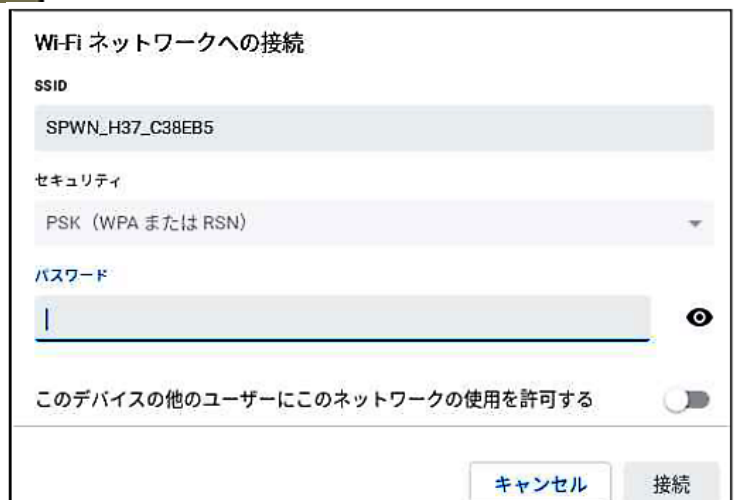 Wi-Fi ネットワークへの接続
SSID
SPWN_H37_C38EB5
セキュリティ
PSK（WPA または RSN）
パスワード
このデバイスの他のユーザーにこのネットワークの使用を許可する
キャンセル 接続